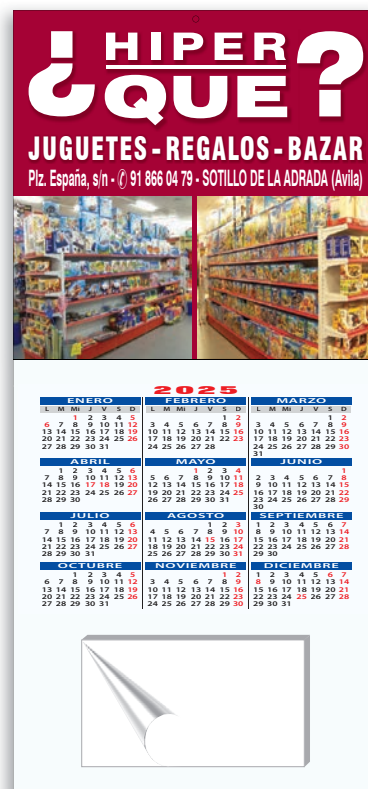 ¿HIPER QUE?
JUGUETES - REGALOS - BAZAR
Plz. España, s/n - ✆ 91 866 04 79 - SOTILLO DE LA ADRADA (Avila)
2025
ENERO
L M Mi J V S D
1 2 3 4 5
6 7 8 9 10 11 12
13 14 15 16 17 18 19
20 21 22 23 24 25 26
27 28 29 30 31
FEBRERO
L M Mi J V S D
1 2
3 4 5 6 7 8 9
10 11 12 13 14 15 16
17 18 19 20 21 22 23
24 25 26 27 28
MARZO
L M Mi J V S D
1 2
3 4 5 6 7 8 9
10 11 12 13 14 15 16
17 18 19 20 21 22 23
24 25 26 27 28 29 30
31
ABRIL
1 2 3 4 5 6
7 8 9 10 11 12 13
14 15 16 17 18 19 20
21 22 23 24 25 26 27
28 29 30
MAYO
1 2 3 4
5 6 7 8 9 10 11
12 13 14 15 16 17 18
19 20 21 22 23 24 25
26 27 28 29 30 31
JUNIO
1
2 3 4 5 6 7 8
9 10 11 12 13 14 15
16 17 18 19 20 21 22
23 24 25 26 27 28 29
30
JULIO
1 2 3 4 5 6
7 8 9 10 11 12 13
14 15 16 17 18 19 20
21 22 23 24 25 26 27
28 29 30 31
AGOSTO
1 2 3
4 5 6 7 8 9 10
11 12 13 14 15 16 17
18 19 20 21 22 23 24
25 26 27 28 29 30 31
SEPTIEMBRE
1 2 3 4 5 6 7
8 9 10 11 12 13 14
15 16 17 18 19 20 21
22 23 24 25 26 27 28
29 30
OCTUBRE
1 2 3 4 5
6 7 8 9 10 11 12
13 14 15 16 17 18 19
20 21 22 23 24 25 26
27 28 29 30 31
NOVIEMBRE
1 2
3 4 5 6 7 8 9
10 11 12 13 14 15 16
17 18 19 20 21 22 23
24 25 26 27 28 29 30
DICIEMBRE
1 2 3 4 5 6 7
8 9 10 11 12 13 14
15 16 17 18 19 20 21
22 23 24 25 26 27 28
29 30 31